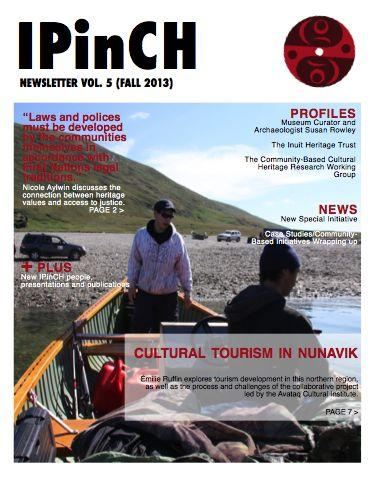 IPinCH
NEWSLETTER VOL. 5 (FALL 2013)
"Laws and polices
must be developed
by the communities
themselves in
accordance with
First Nations legal
traditions."
Nicole Aylwin discusses the
connection between heritage
values and access to justice.
PAGE 2 >
+ PLUS
New IPinCH people,
presentations and publications
PROFILES
Museum Curator and
Archaeologist Susan Rowley
The Inuit Heritage Trust
The Community-Based Cultural
Heritage Research Working
Group
NEWS
New Special Initiative
Case Studies/Community-
Based Initiatives Wrapping up
CULTURAL TOURISM IN NUNAVIK
Émilie Ruffin explores tourism development in this northern region,
as well as the process and challenges of the collaborative project
led by the Avataq Cultural Institute.
PAGE 7 >